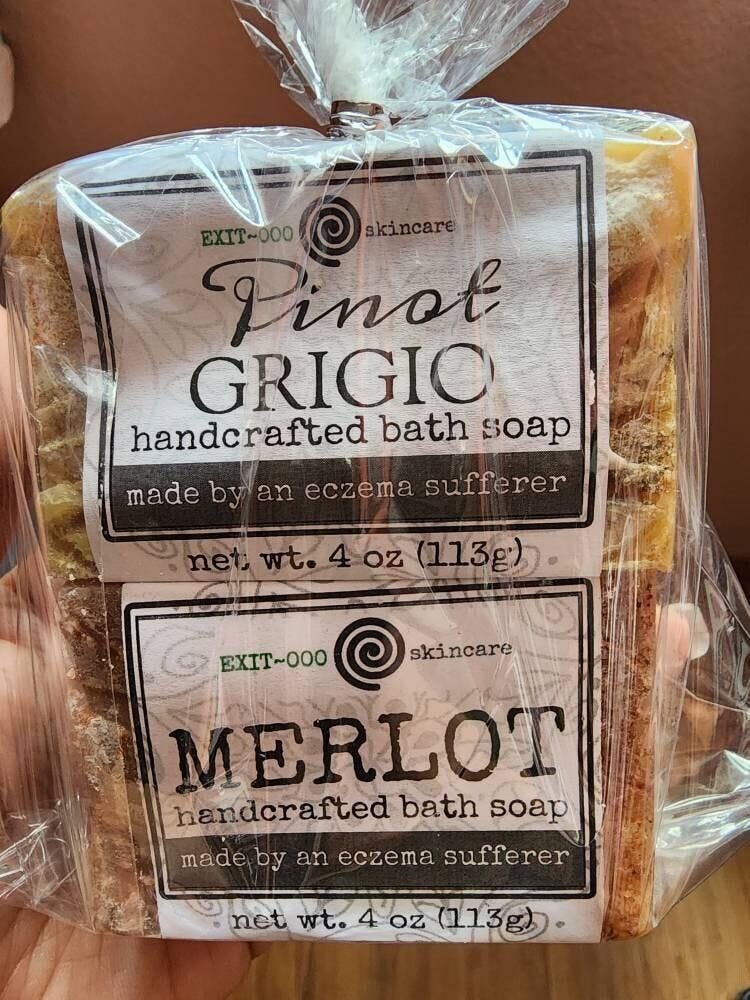 EXIT~000 skincare
Pinot
GRIGIO
handcrafted bath soap
made by an eczema sufferer
net wt. 4 oz (113g)
EXIT~000 skincare
MERLOT
handcrafted bath soap
made by an eczema sufferer
net wt. 4 oz (113g)